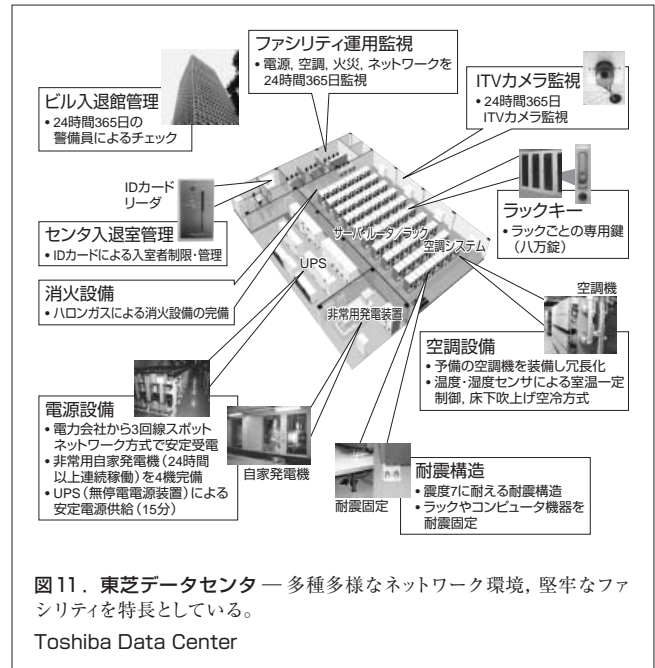 ファシリティ運用監視
• 電源，空調，火災，ネットワークを
24時間365日監視
ITVカメラ監視
• 24時間365日
ITVカメラ監視
ビル入退館管理
• 24時間365日の
警備員によるチェック
IDカード
リーダ
ラックキー
• ラックごとの専用鍵
（八万錠）
センタ入退室管理
• IDカードによる入室者制限・管理
サーバ・ルータ/ラック
空調システム
UPS
消火設備
• ハロンガスによる消火設備の完備
非常用発電装置
空調機
空調設備
• 予備の空調機を装備し冗長化
• 温度・湿度センサによる室温一定
制御，床下吹上げ空冷方式
電源設備
• 電力会社から3回線スポット
ネットワーク方式で安定受電
• 非常用自家発電機（24時間
以上連続稼働）を4機完備
• UPS（無停電電源装置）による
安定電源供給（15分）
自家発電機
耐震固定
耐震構造
• 震度7に耐える耐震構造
• ラックやコンピュータ機器を
耐震固定
図11．東芝データセンタ — 多種多様なネットワーク環境，堅牢なファ
シリティを特長としている。
Toshiba Data Center